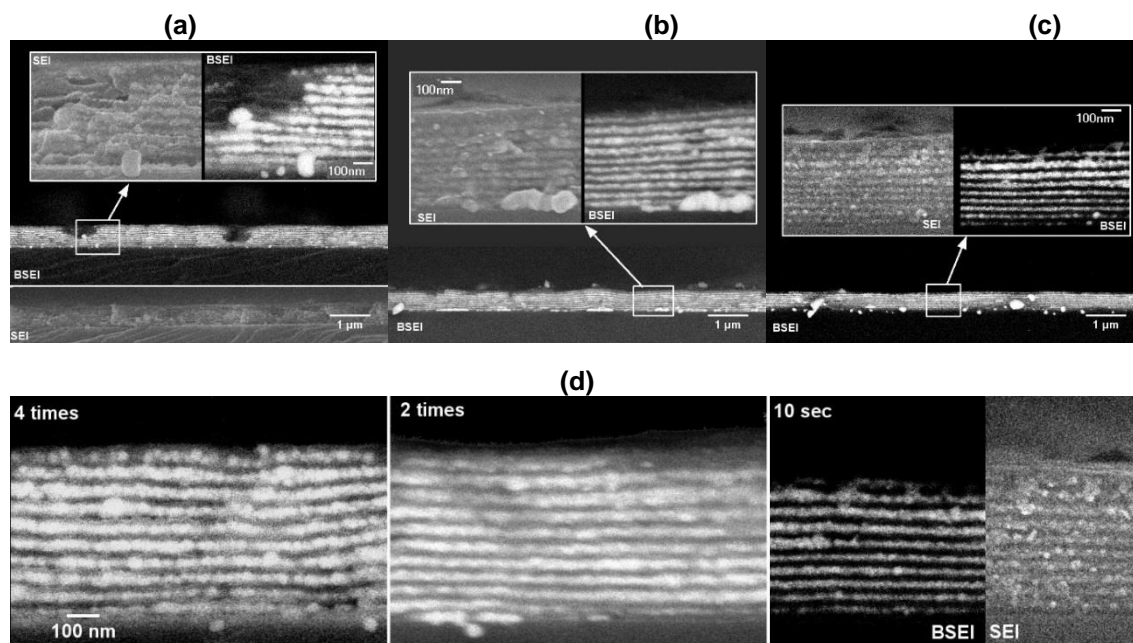 (a)
(b)
(c)
SEI
BSEI
100nm
BSEI
SEI
1 µm
100nm
SEI
BSEI
BSEI
1 µm
100nm
SEI
BSEI
BSEI
1 µm
(d)
4 times
2 times
10 sec
100 nm
BSEI
SEI